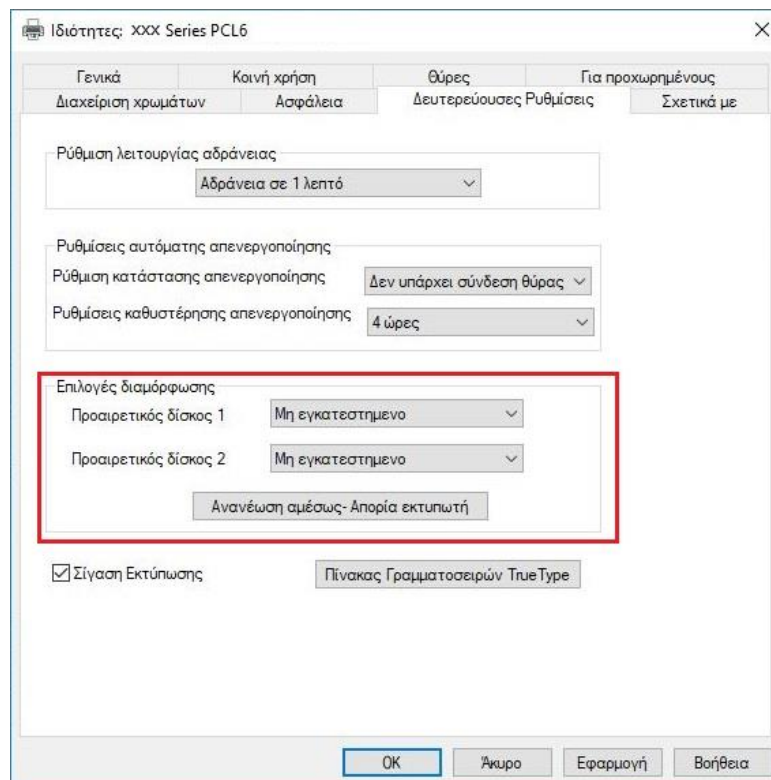 Ιδιότητες: XXX Series PCL6
Γενικά Κοινή χρήση Θύρες Για προχωρημένους
Διαχείριση χρωμάτων Ασφάλεια Δευτερεύουσες Ρυθμίσεις Σχετικά με
Ρύθμιση λειτουργίας αδράνειας
Αδράνεια σε 1 λεπτό
Ρυθμίσεις αυτόματης απενεργοποίησης
Ρύθμιση κατάστασης απενεργοποίησης Δεν υπάρχει σύνδεση θύρας
Ρυθμίσεις καθυστέρησης απενεργοποίησης 4 ώρες
Επιλογές διαμόρφωσης
Προαιρετικός δίσκος 1 Μη εγκατεστημενο
Προαιρετικός δίσκος 2 Μη εγκατεστημενο
Ανανέωση αμέσως- Απορία εκτυπωτή
Σίγαση Εκτύπωσης Πίνακας Γραμματοσειρών TrueType
OK Άκυρο Εφαρμογή Βοήθεια